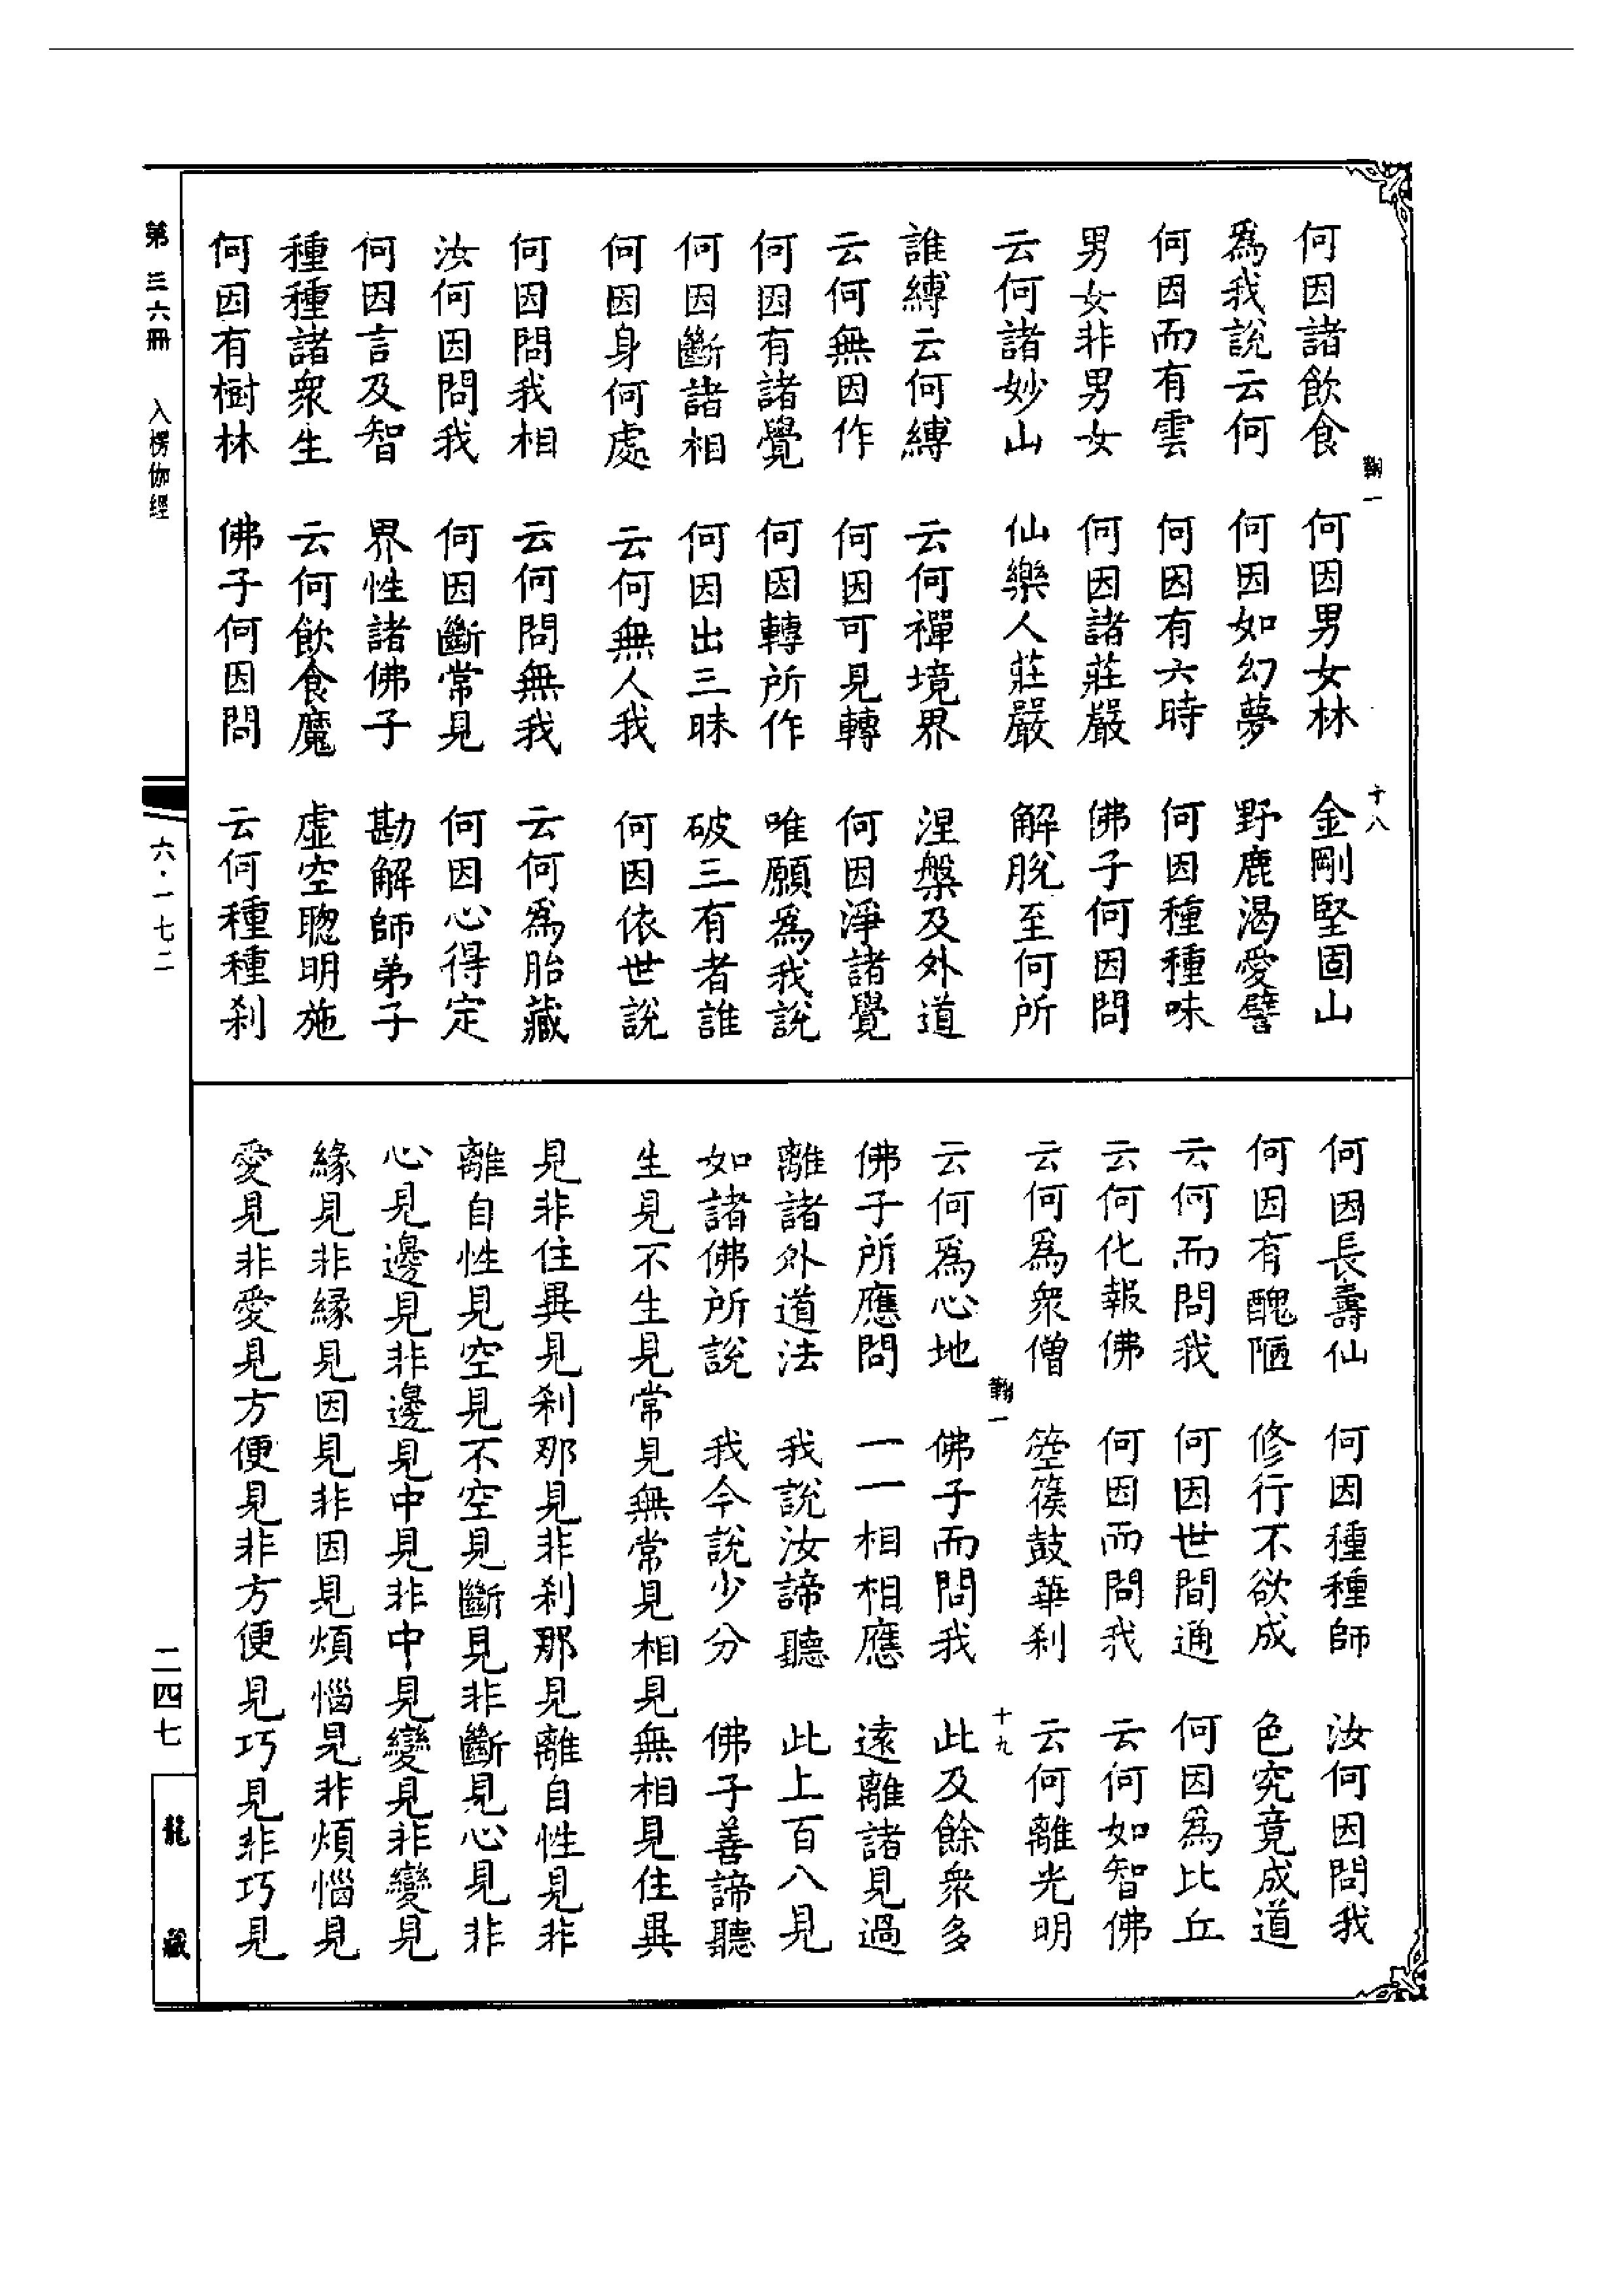 何因諸飲食　何因男女林　金剛堅固山
為我說云何　何因如幻夢　野鹿渴愛譬
何因而有雲　何因有六時　何因種種味
男女非男女　何因諸莊嚴　佛子何因問
云何諸妙山　仙樂人莊嚴　解脫至何所
誰縛云何縛　云何禪境界　涅槃及外道
云何無因作　何因可見轉　何因淨諸覺
何因有諸覺　何因轉所作　唯願為我說
何因斷諸相　何因出三昧　破三有者誰
何因身何處　云何無人我　何因依世說
何因問我相　云何問無我　云何為胎藏
汝何因問我　何因斷常見　何因心得定
何因言及智　界性諸佛子　勘解師弟子
種種諸眾生　云何飲食魔　虛空聰明施
何因有樹林　佛子何因問　云何種種刹
十八
第三六冊　入楞伽經
六·一七二
何因長壽仙　何因種種師　汝何因問我
何因有醜陋　修行不欲成　色究竟成道
云何而問我　何因世間通　何因為比丘
云何化報佛　何因而問我　云何如智佛
云何為眾僧　箜篌鼓華刹　云何離光明
十九
云何為心地　佛子而問我　此及餘眾多
佛子所應問　一一相相應　遠離諸見過
離諸外道法　我說汝諦聽　此上百八見
如諸佛所說　我今說少分　佛子善諦聽
生見不生見常見無常見相見無相見住異
見非住異見刹那見非刹那見離自性見非
離自性見空見不空見斷見非斷見心見非
心見邊見非邊見中見非中見變見非變見
緣見非緣見因見非因見煩惱見非煩惱見
愛見非愛見方便見非方便見巧見非巧見
二四七
龍藏